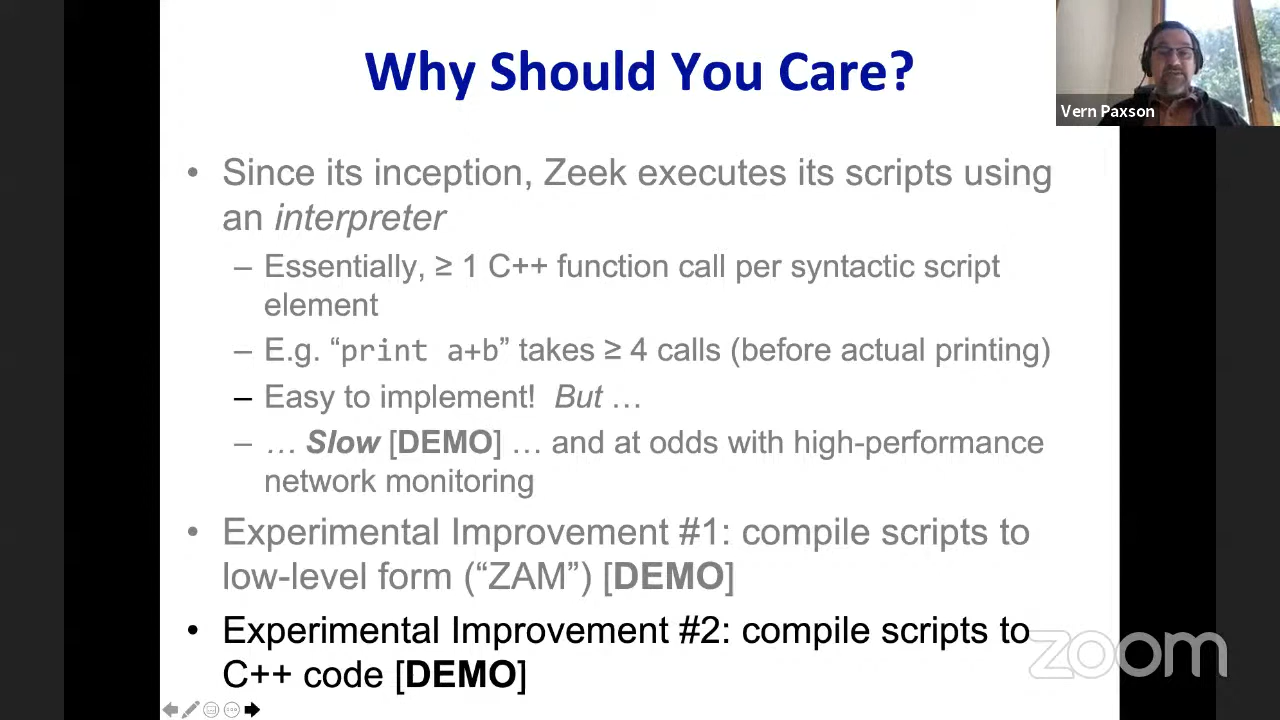 Why Should You Care?
Vern Paxson
• Since its inception, Zeek executes its scripts using
an interpreter
– Essentially, ≥ 1 C++ function call per syntactic script
element
– E.g. “print a+b” takes ≥ 4 calls (before actual printing)
– Easy to implement! But …
– … Slow [DEMO] … and at odds with high-performance
network monitoring
• Experimental Improvement #1: compile scripts to
low-level form (“ZAM”) [DEMO]
• Experimental Improvement #2: compile scripts to
C++ code [DEMO]
zoom